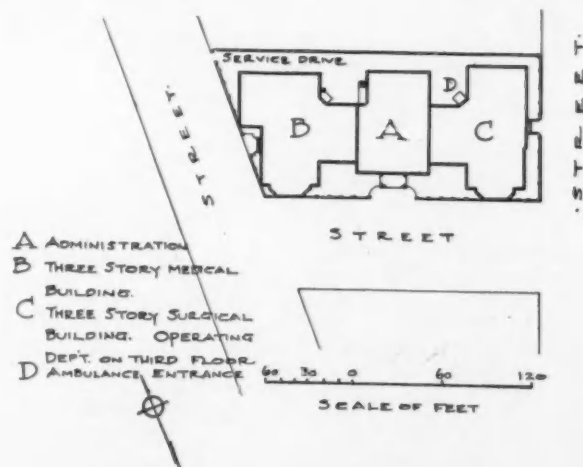 SERVICE DRIVE
D
B
A
C
STREET.
STREET.
STREET
A ADMINISTRATION
B THREE STORY MEDICAL
BUILDING.
C THREE STORY SURGICAL
BUILDING. OPERATING
DEPT. ON THIRD FLOOR
D AMBULANCE ENTRANCE
60 30 0 60 120
SCALE OF FEET